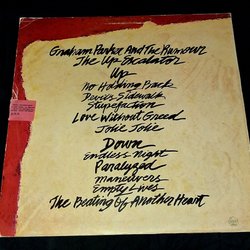 Graham Parker And The Rumour
The Up Escalator
Up
No Holding Back
Devil's Sidewalk
Stupefaction
Love Without Greed
Jolie Jolie
Down
Endless Night
Paralyzed
Maneuvers
Empty Lives
The Beating Of Another Heart